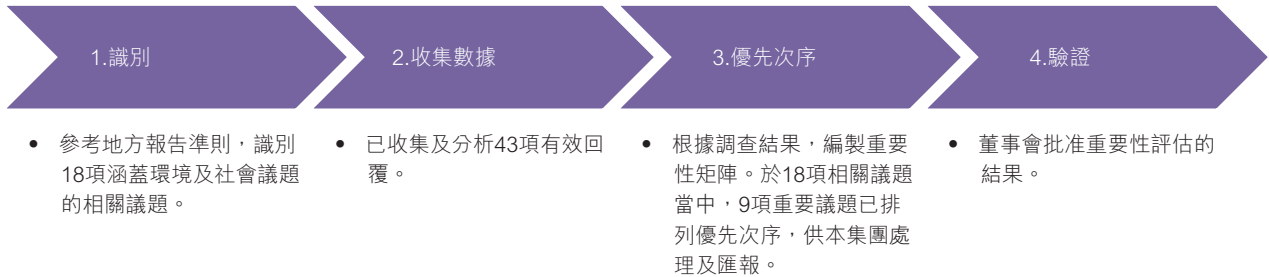 1.識別
2.收集數據
3.優先次序
4.驗證
• 參考地方報告準則，識別
18項涵蓋環境及社會議題
的相關議題。
• 已收集及分析43項有效回
覆。
• 根據調查結果，編製重要
性矩陣。於18項相關議題
當中，9項重要議題已排
列優先次序，供本集團處
理及匯報。
• 董事會批准重要性評估的
結果。